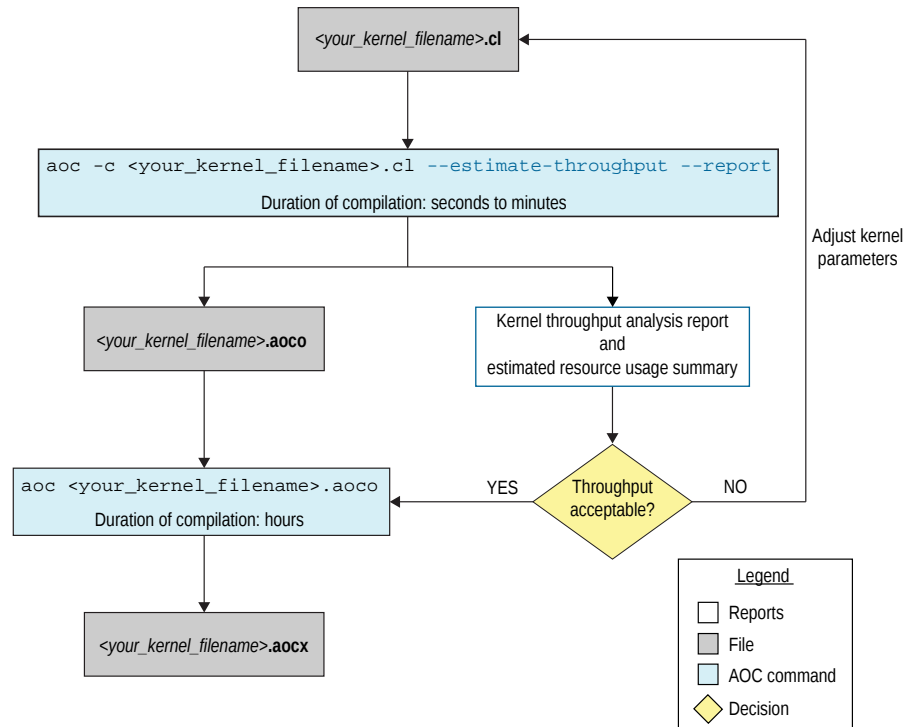 <your_kernel_filename>.cl
aoc -c <your_kernel_filename>.cl --estimate-throughput --report
Duration of compilation: seconds to minutes
Adjust kernel
parameters
<your_kernel_filename>.aoco
Kernel throughput analysis report
and
estimated resource usage summary
aoc <your_kernel_filename>.aoco
Duration of compilation: hours
YES
Throughput
acceptable?
NO
<your_kernel_filename>.aocx
Legend
Reports
File
AOC command
Decision